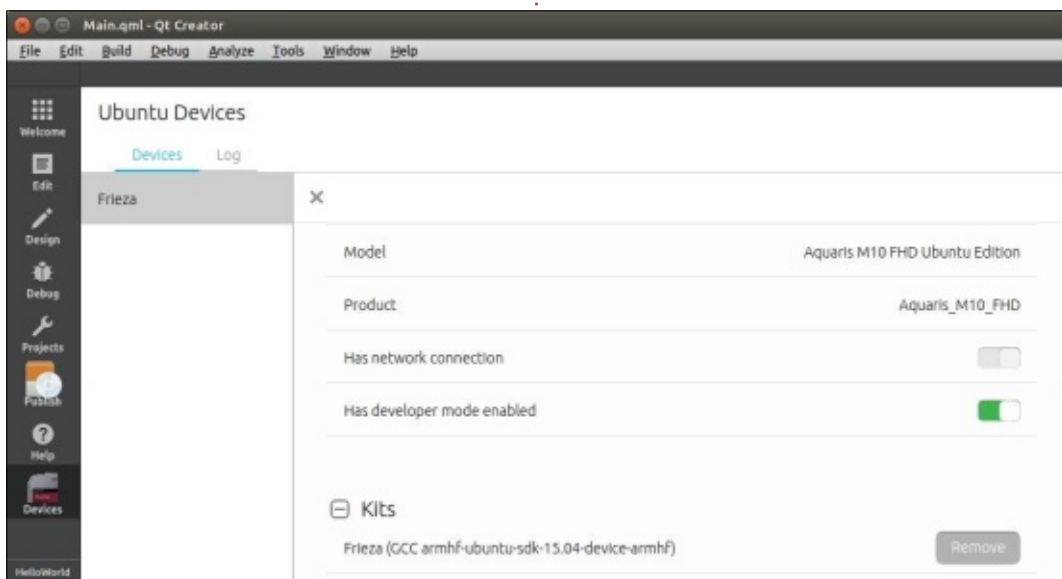 Main.qml - Qt Creator
File Edit Build Debug Analyze Tools Window Help
Welcome
Edit
Design
Debug
Projects
Publish
Help
Devices
HelloWorld
Ubuntu Devices
Devices Log
Frieza
Model Aquaris M10 FHD Ubuntu Edition
Product Aquaris_M10_FHD
Has network connection
Has developer mode enabled
Kits
Frieza (GCC armhf-ubuntu-sdk-15.04-device-armhf) Remove